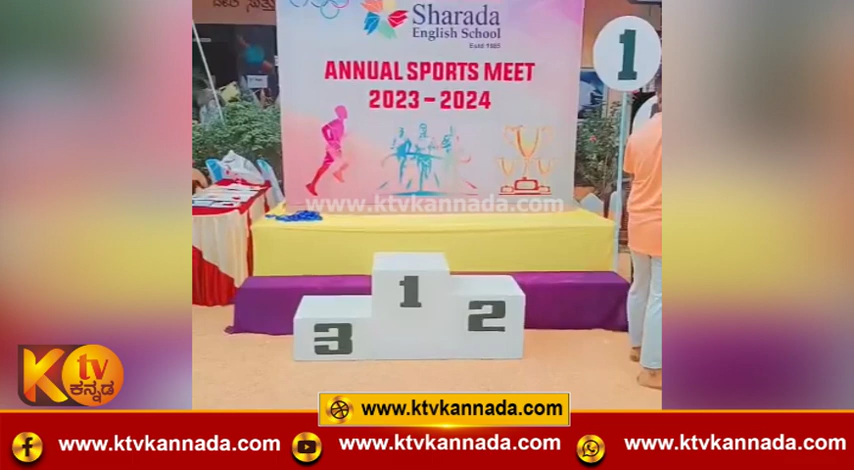 Sharada
English School
Estd 1985
ANNUAL SPORTS MEET
2023 – 2024
1
www.ktvkannada.com
1
2
3
K tv
ಕನ್ನಡ
www.ktvkannada.com
www.ktvkannada.com
www.ktvkannada.com
www.ktvkannada.com